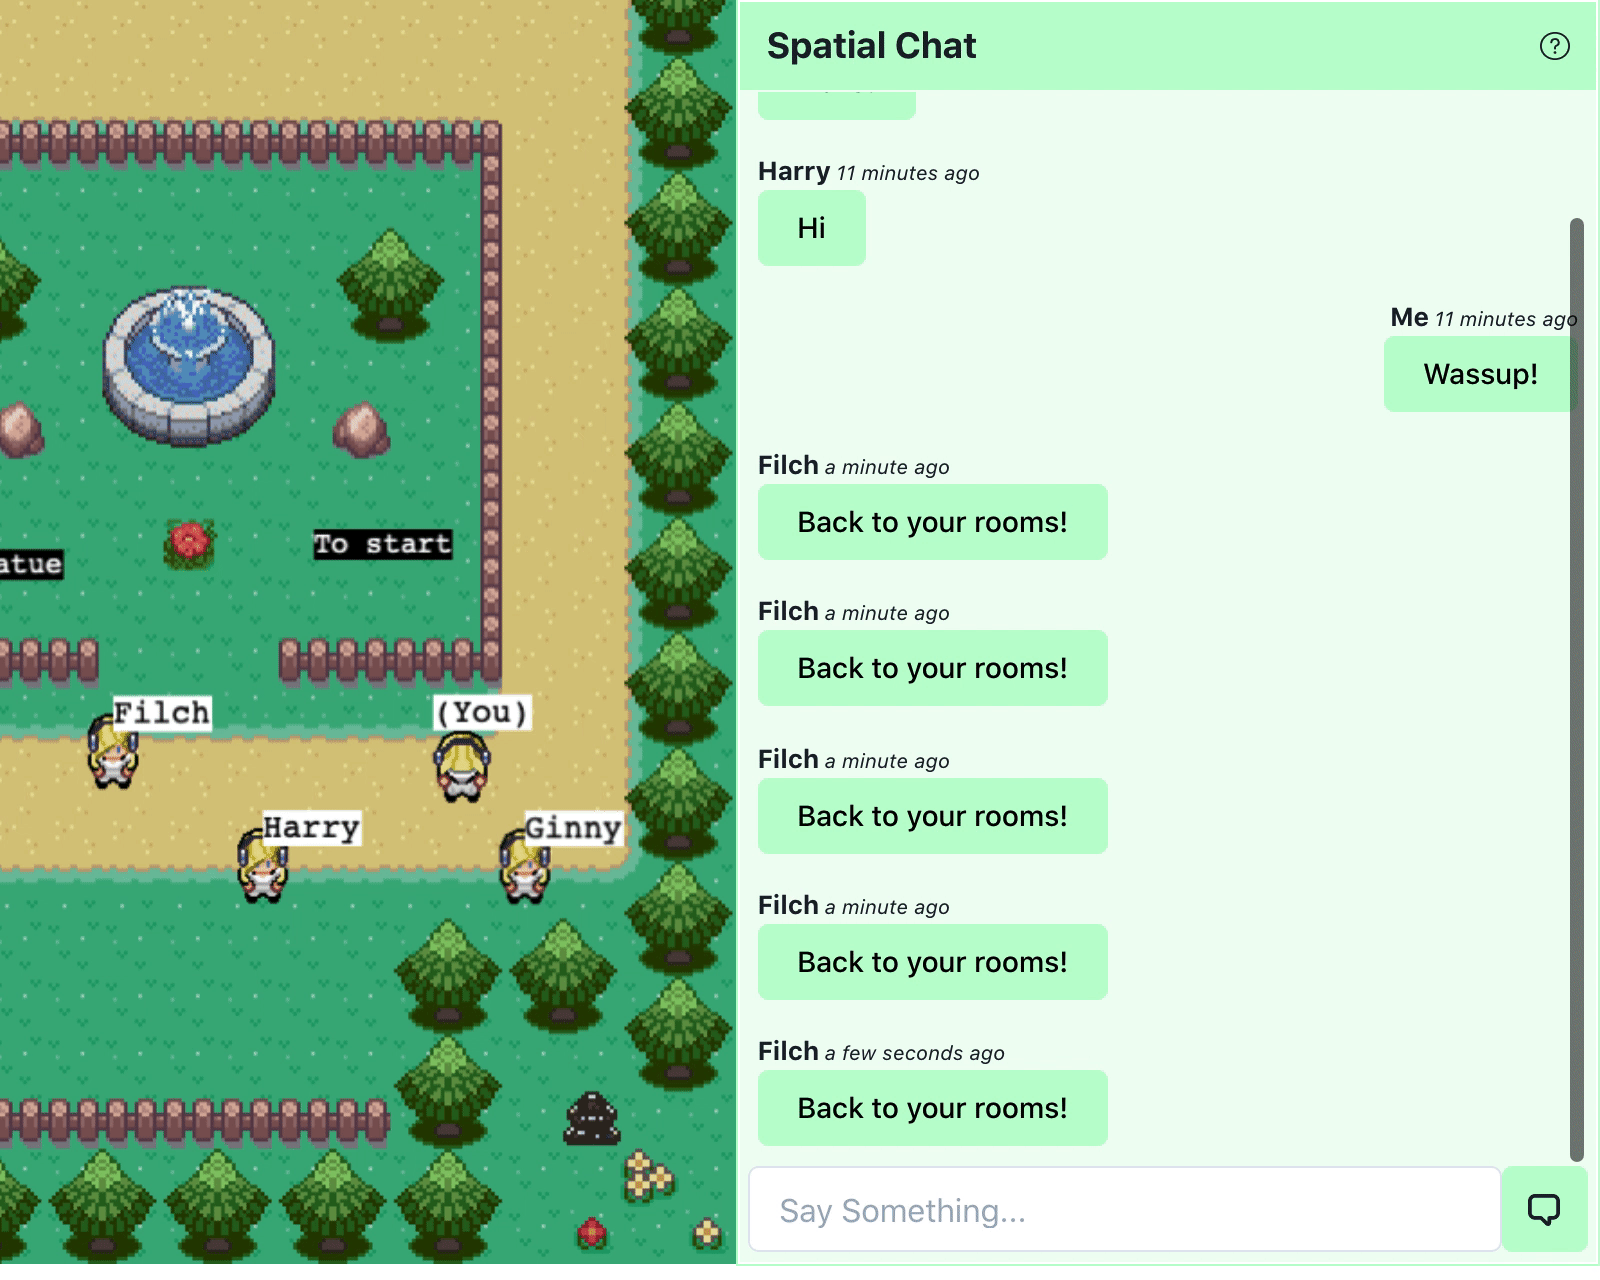 atue
To start
Filch
(You)
Harry
Ginny
Spatial Chat
?
Harry 11 minutes ago
Hi
Me 11 minutes ago
Wassup!
Filch a minute ago
Back to your rooms!
Filch a minute ago
Back to your rooms!
Filch a minute ago
Back to your rooms!
Filch a minute ago
Back to your rooms!
Filch a few seconds ago
Back to your rooms!
Say Something...